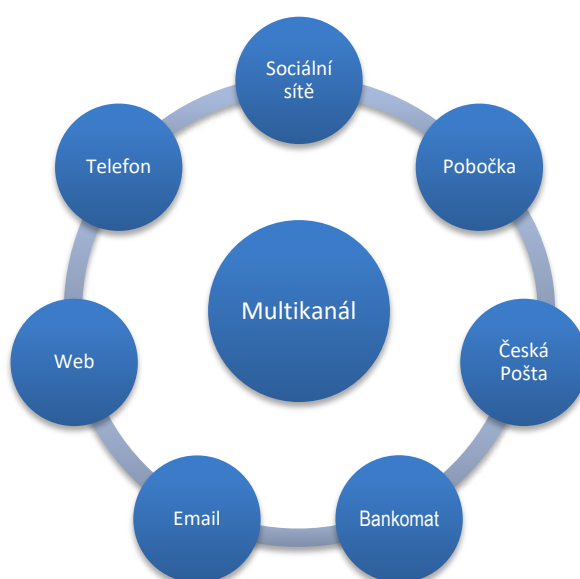 Sociální
sítě
Telefon
Pobočka
Multikanál
Web
Česká
Pošta
Email
Bankomat